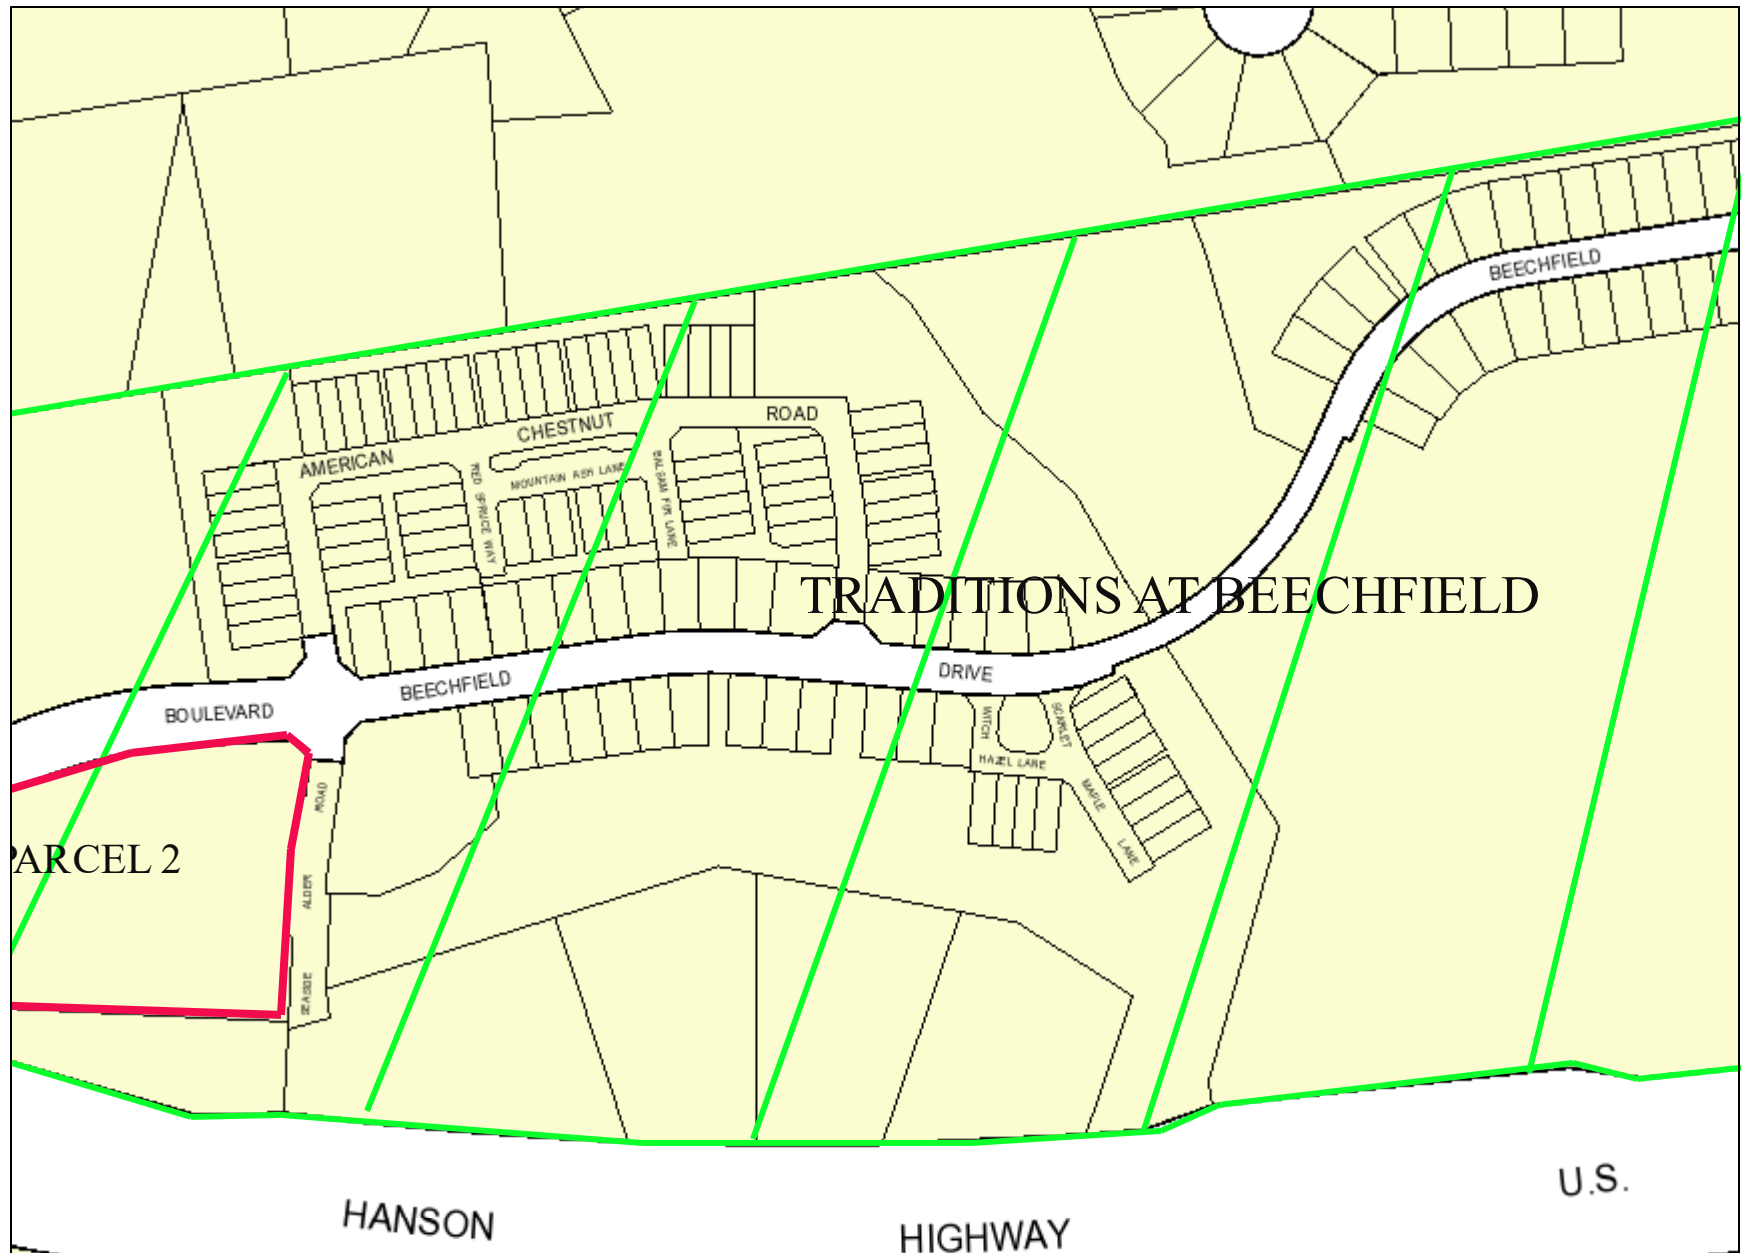 BEECHFIELD
ROAD
CHESTNUT
AMERICAN
MOUNTAIN ASH LANE
RED SPRUCE WAY
BALSAM FIR LANE
TRADITIONS AT BEECHFIELD
DRIVE
BEECHFIELD
BOULEVARD
WITCH
HAZEL LANE
SCARLET
MAPLE
LANE
ROAD
ALDER
SEASIDE
PARCEL 2
HANSON
HIGHWAY
U.S.